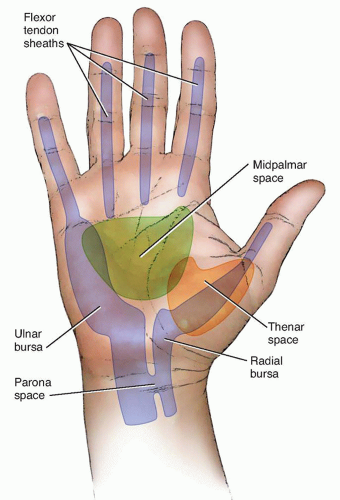 Flexor
tendon
sheaths
Midpalmar
space
Thenar
space
Radial
bursa
Ulnar
bursa
Parona
space